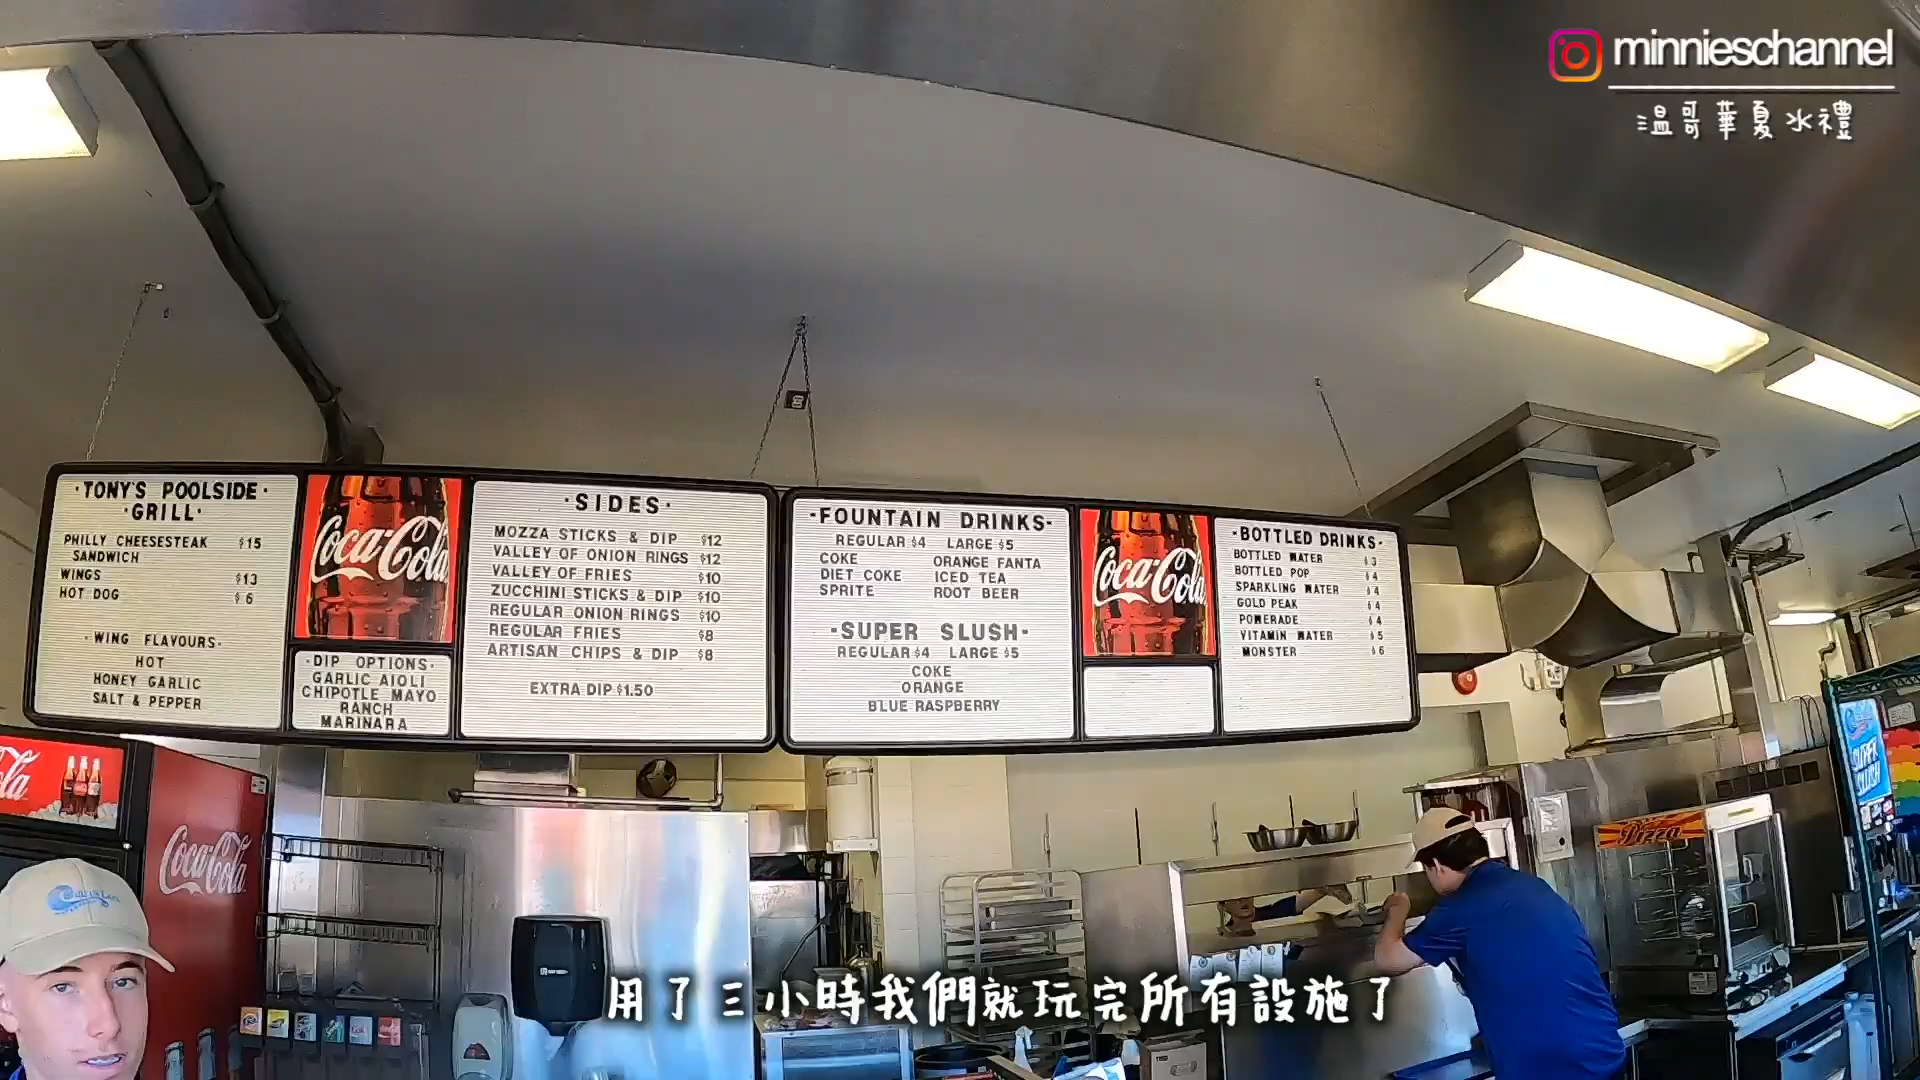 minnieschannel
温哥華夏水禮
·TONY'S POOLSIDE·
·GRILL·
PHILLY CHEESESTEAK $15
SANDWICH
WINGS $13
HOT DOG $6
·WING FLAVOURS·
HOT
HONEY GARLIC
SALT & PEPPER
Coca-Cola
·DIP OPTIONS·
GARLIC AIOLI
CHIPOTLE MAYO
RANCH
MARINARA
·SIDES·
MOZZA STICKS & DIP $12
VALLEY OF ONION RINGS $12
VALLEY OF FRIES $10
ZUCCHINI STICKS & DIP $10
REGULAR ONION RINGS $10
REGULAR FRIES $8
ARTISAN CHIPS & DIP $8
EXTRA DIP $1.50
·FOUNTAIN DRINKS·
REGULAR $4 LARGE $5
COKE ORANGE FANTA
DIET COKE ICED TEA
SPRITE ROOT BEER
·SUPER SLUSH·
REGULAR $4 LARGE $5
COKE
ORANGE
BLUE RASPBERRY
Coca-Cola
·BOTTLED DRINKS·
BOTTLED WATER $3
BOTTLED POP $4
SPARKLING WATER $4
GOLD PEAK $4
POWERADE $4
VITAMIN WATER $5
MONSTER $6
Coca-Cola
Pizza
SUPER
SLUSH
用了三小時我們就玩完所有設施了